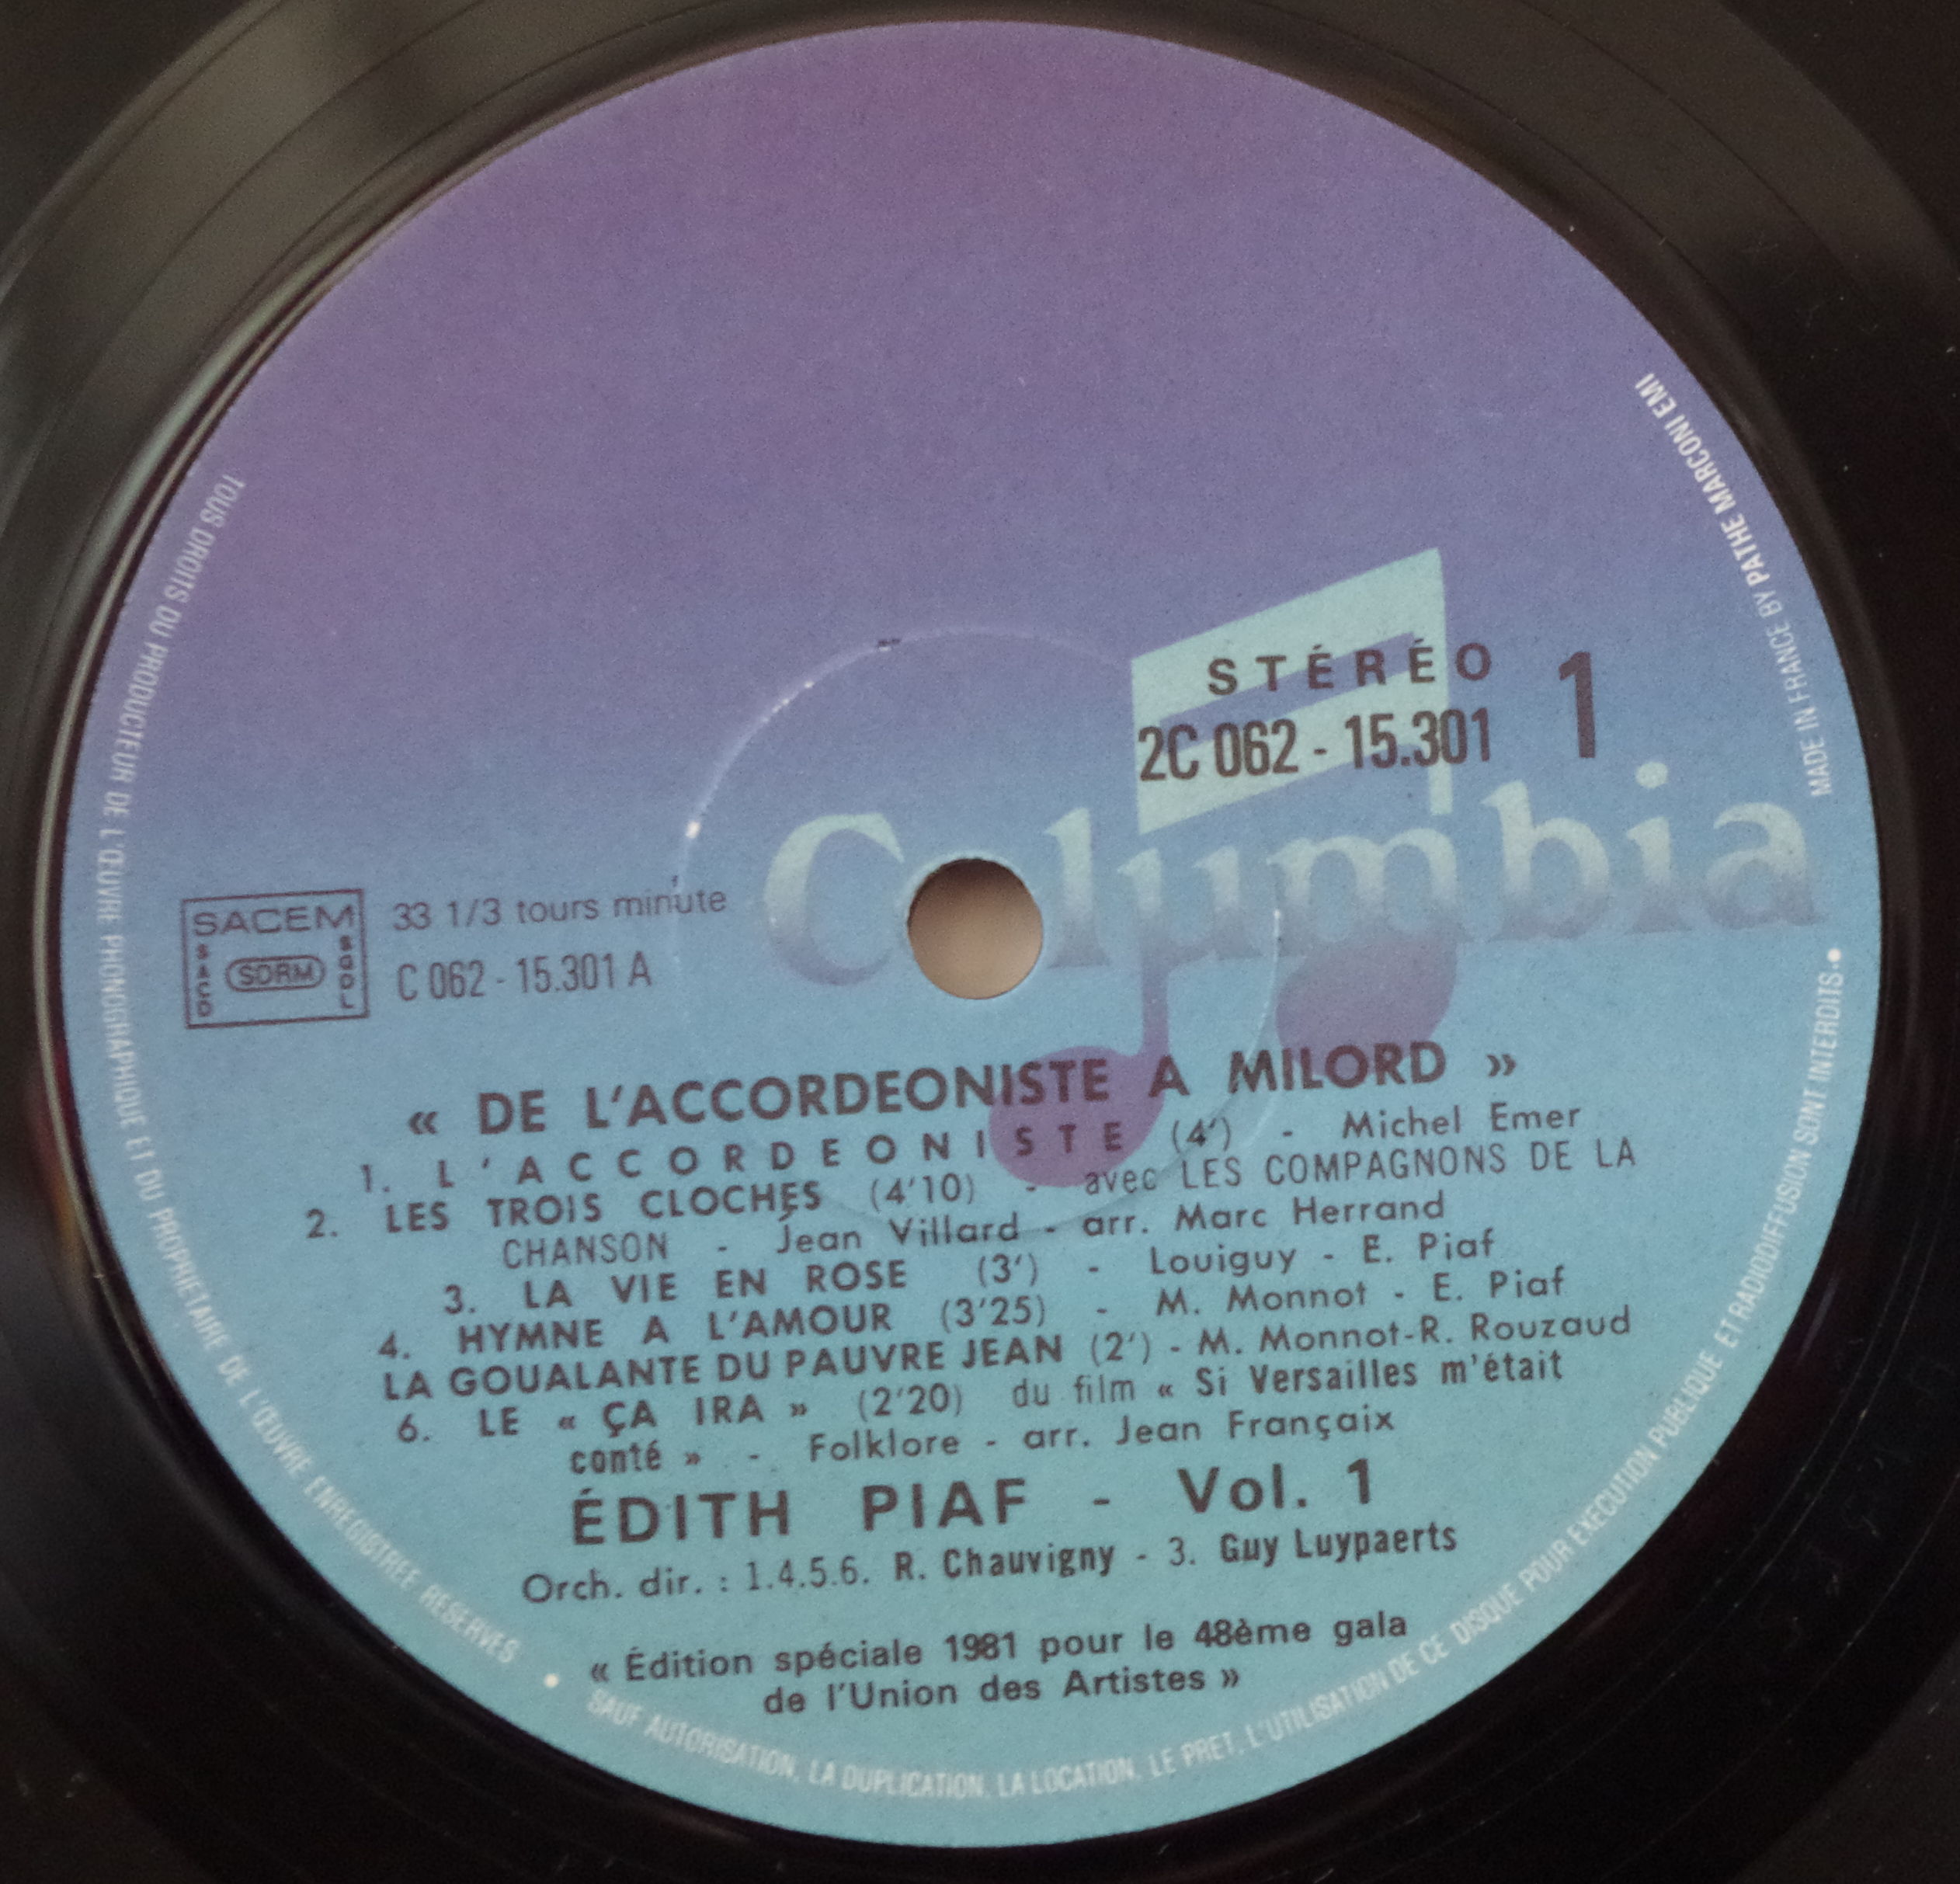 STÉRÉO
2C 062 - 15.301 1
Columbia
SACEM
SACD SDRM SGDL
33 1/3 tours minute
C 062 - 15.301 A
« DE L'ACCORDEONISTE A MILORD »
1. L'ACCORDEONISTE (4') - Michel Emer
2. LES TROIS CLOCHES (4'10) - avec LES COMPAGNONS DE LA
CHANSON - Jean Villard - arr. Marc Herrand
3. LA VIE EN ROSE (3') - Louiguy - E. Piaf
4. HYMNE A L'AMOUR (3'25) - M. Monnot - E. Piaf
LA GOUALANTE DU PAUVRE JEAN (2') - M. Monnot-R. Rouzaud
6. LE « ÇA IRA » (2'20) du film « Si Versailles m'était
conté » - Folklore - arr. Jean Françaix
ÉDITH PIAF - Vol. 1
Orch. dir. : 1.4.5.6. R. Chauvigny - 3. Guy Luypaerts
« Édition spéciale 1981 pour le 48ème gala
de l'Union des Artistes »
TOUS DROITS DU PRODUCTEUR DE L'ŒUVRE PHONOGRAPHIQUE ET DU PROPRIETAIRE DE L'ŒUVRE ENREGISTREE RESERVES • SAUF AUTORISATION, LA DUPLICATION, LA LOCATION, LE PRET, L'UTILISATION DE CE DISQUE POUR EXECUTION PUBLIQUE ET RADIODIFFUSION SONT INTERDITS. •
MADE IN FRANCE BY PATHE MARCONI EMI